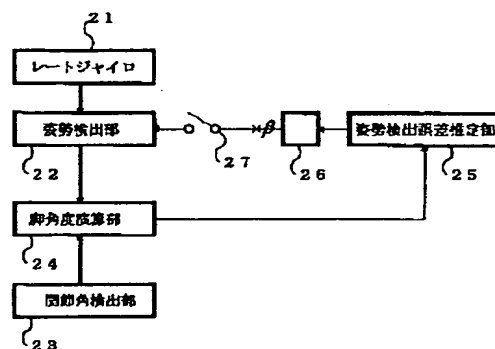 21
レートジャイロ
姿勢検出部
22
27
×β
26
姿勢検出誤差推定部
25
脚角度演算部
24
関節角検出部
23